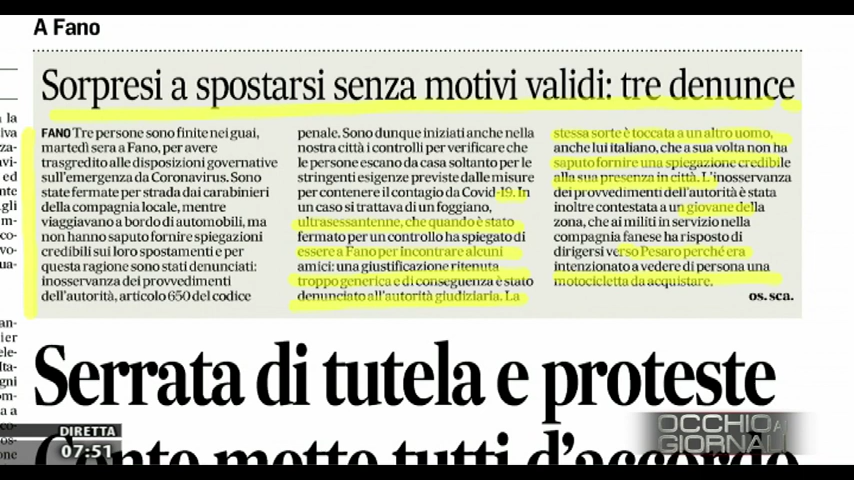 A Fano
Sorpresi a spostarsi senza motivi validi: tre denunce
FANO Tre persone sono finite nei guai,
martedì sera a Fano, per avere
trasgredito alle disposizioni governative
sull'emergenza da Coronavirus. Sono
state fermate per strada dai carabinieri
della compagnia locale, mentre
viaggiavano a bordo di automobili, ma
non hanno saputo fornire spiegazioni
credibili sui loro spostamenti e per
questa ragione sono stati denunciati:
inosservanza dei provvedimenti
dell'autorità, articolo 650 del codice
penale. Sono dunque iniziati anche nella
nostra città i controlli per verificare che
le persone escano da casa soltanto per le
stringenti esigenze previste dalle misure
per contenere il contagio da Covid-19. In
un caso si trattava di un foggiano,
ultrasessantenne, che quando è stato
fermato per un controllo ha spiegato di
essere a Fano per incontrare alcuni
amici: una giustificazione ritenuta
troppo generica e di conseguenza è stato
denunciato all'autorità giudiziaria. La
stessa sorte è toccata a un altro uomo,
anche lui italiano, che a sua volta non ha
saputo fornire una spiegazione credibile
alla sua presenza in città. L'inosservanza
dei provvedimenti dell'autorità è stata
inoltre contestata a un giovane della
zona, che ai militi in servizio nella
compagnia fanese ha risposto di
dirigersi verso Pesaro perché era
intenzionato a vedere di persona una
motocicletta da acquistare.
os. sca.
Serrata di tutela e proteste
DIRETTA
07:51
OCCHIO AI
GIORNALI